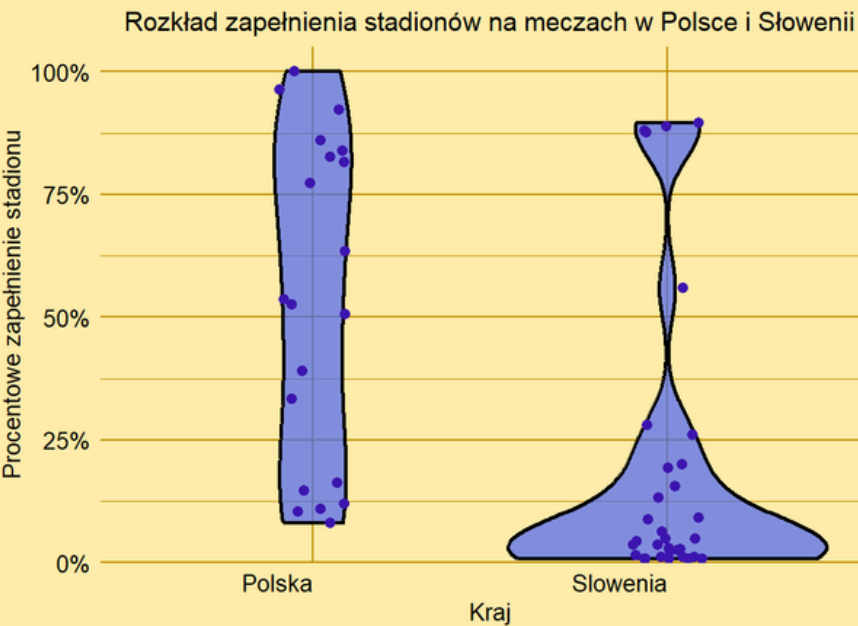 Rozkład zapełnienia stadionów na meczach w Polsce i Słowenii
Procentowe zapełnienie stadionu
100%
75%
50%
25%
0%
Polska
Slowenia
Kraj